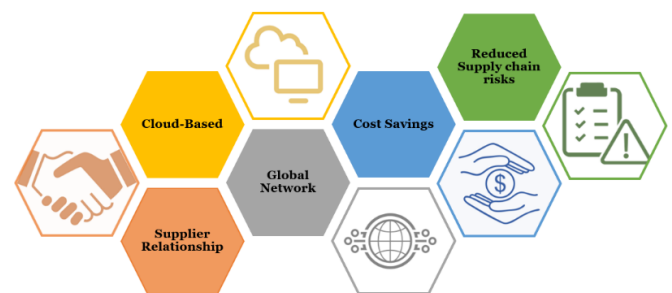 Reduced
Supply chain
risks
Cloud-Based
Cost Savings
Global
Network
Supplier
Relationship
$